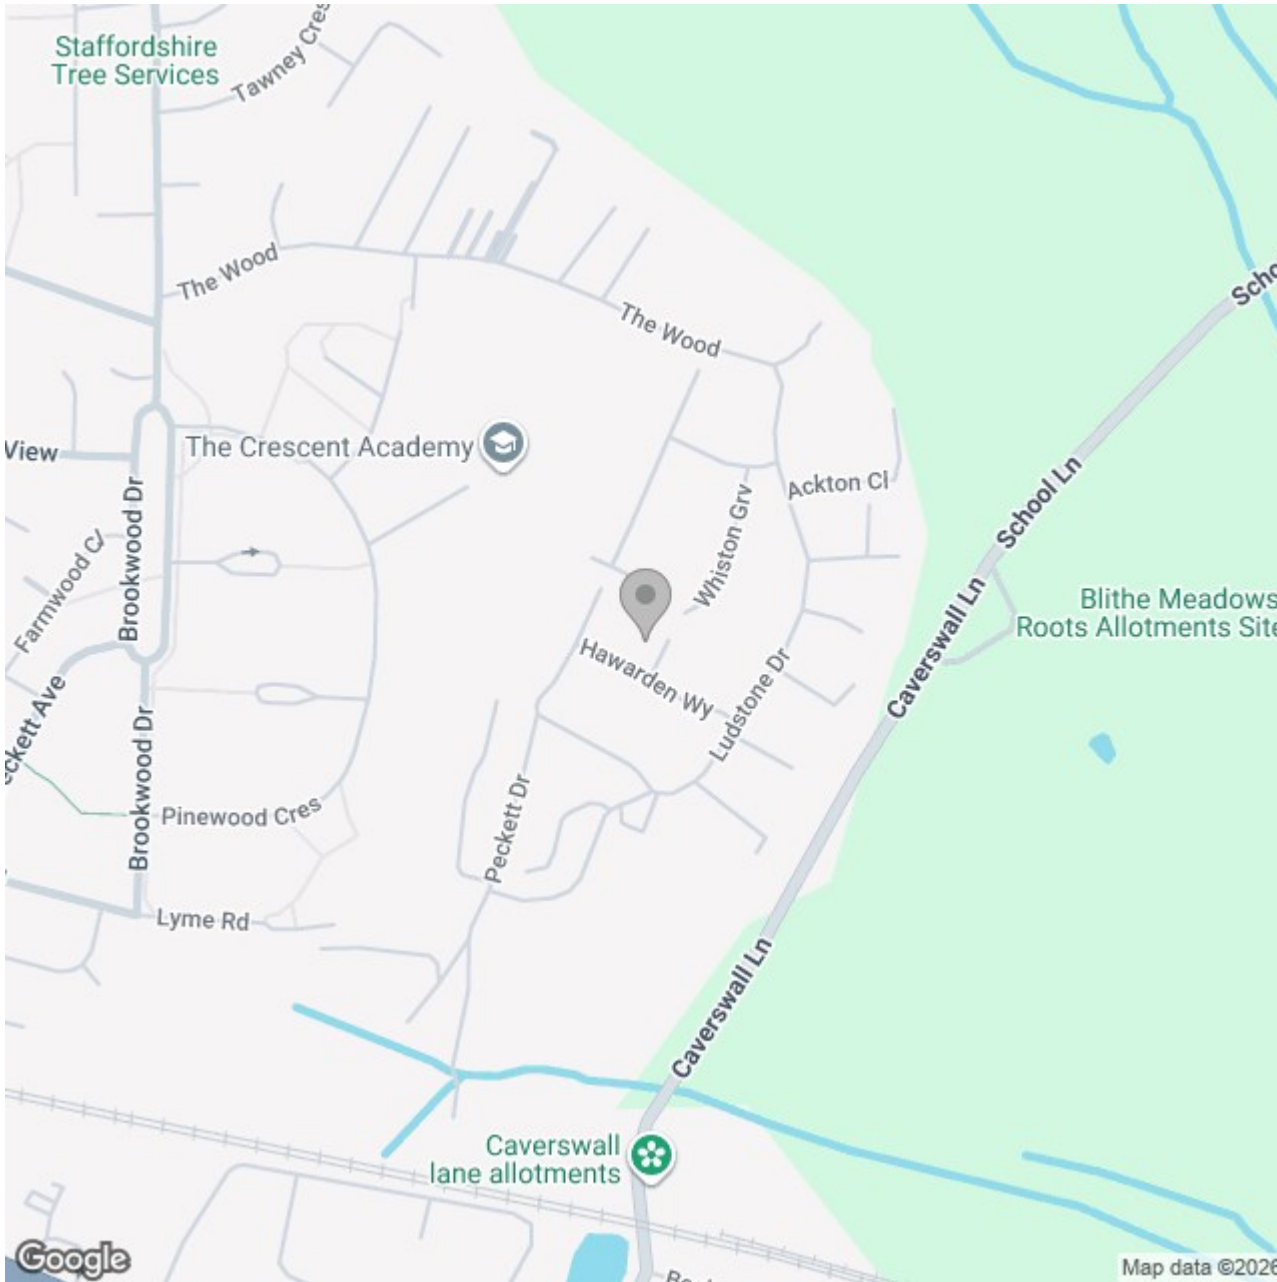 Staffordshire
Tree Services
Tawney Cres
The Wood
The Wood
Scho
The Crescent Academy
View
Ackton Cl
School Ln
Brookwood Dr
Whiston Grv
Farmwood Cl
Blithe Meadows
Roots Allotments Site
Caverswall Ln
Hawarden Wy
Ludstone Dr
eckett Ave
Brookwood Dr
Pinewood Cres
Peckett Dr
Lyme Rd
Caverswall Ln
Caverswall
lane allotments
Google
Map data ©2026